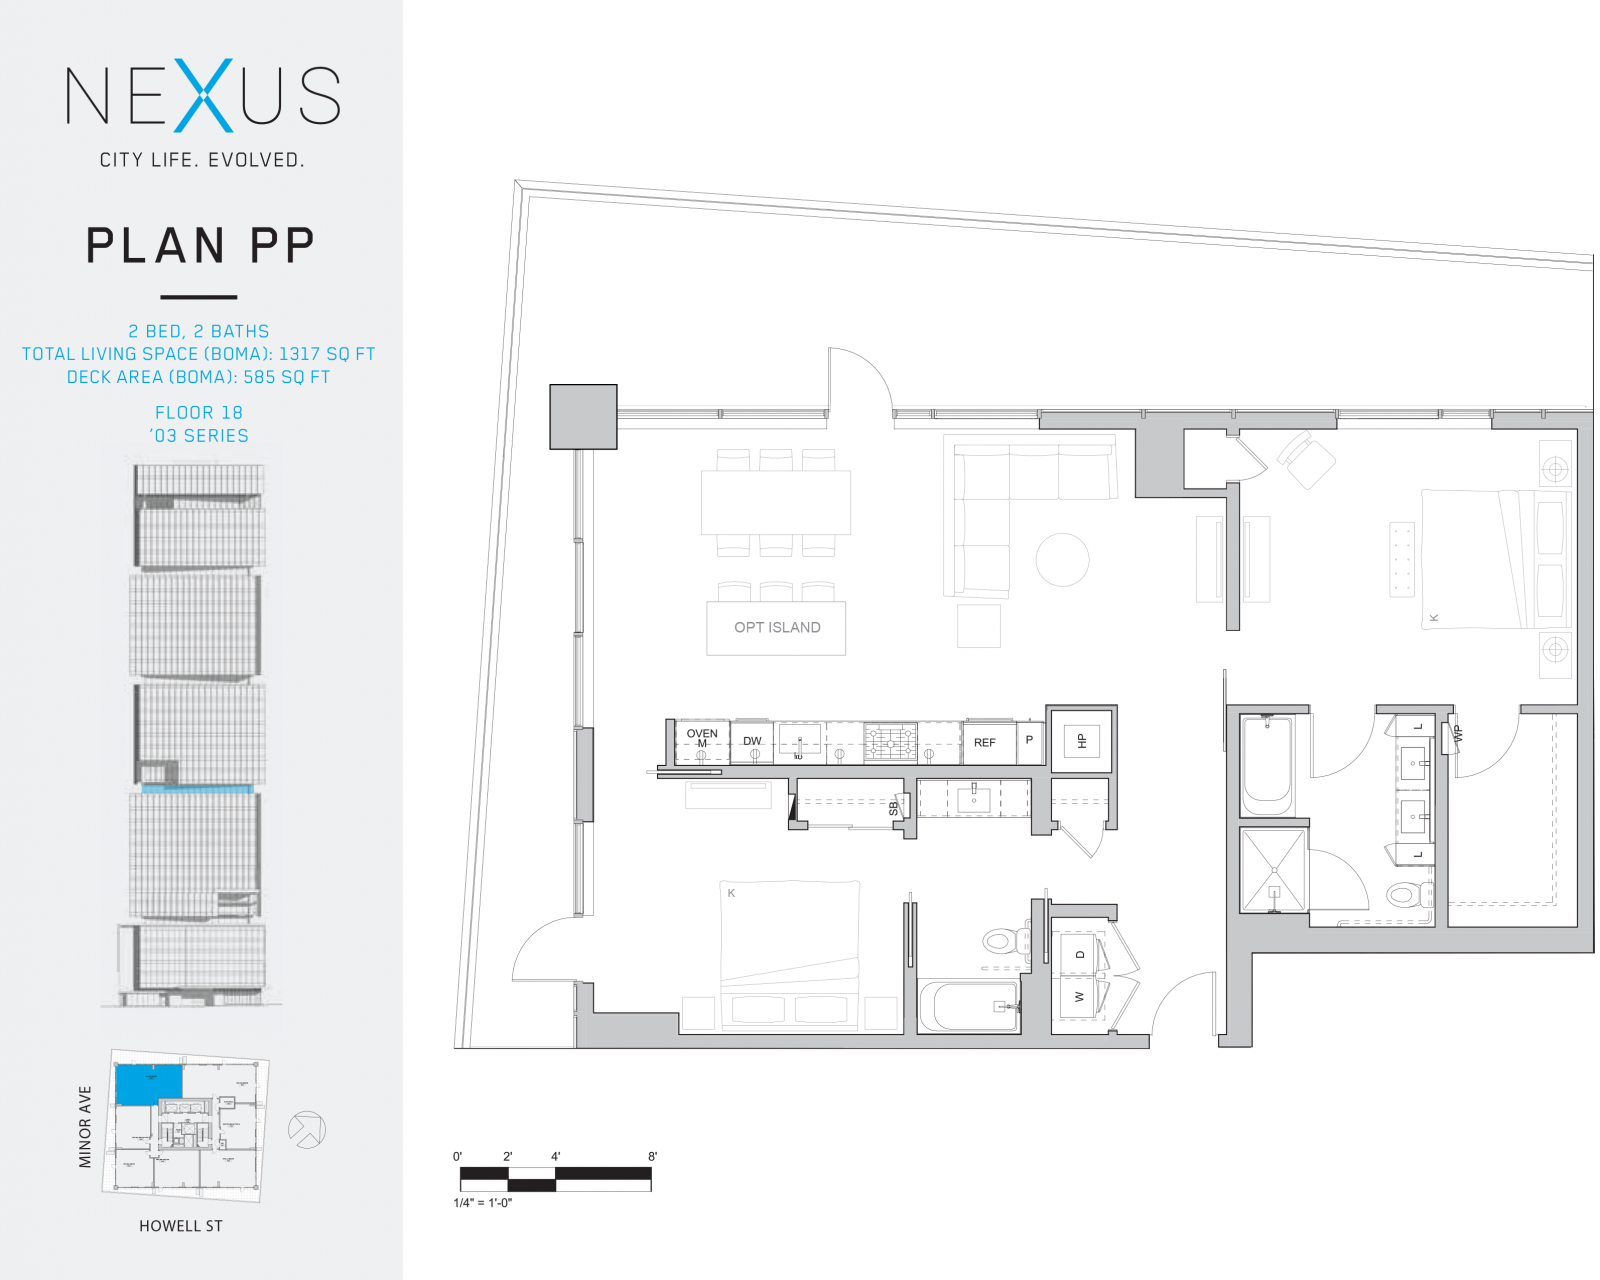 NEXUS
CITY LIFE. EVOLVED.
PLAN PP
2 BED, 2 BATHS
TOTAL LIVING SPACE (BOMA): 1317 SQ FT
DECK AREA (BOMA): 585 SQ FT
FLOOR 18
'03 SERIES
MINOR AVE
HOWELL ST
OPT ISLAND
OVEN
M
DW
REF
P
HP
SB
K
K
L
L
WP
D
W
0' 2' 4' 8'
1/4" = 1'-0"